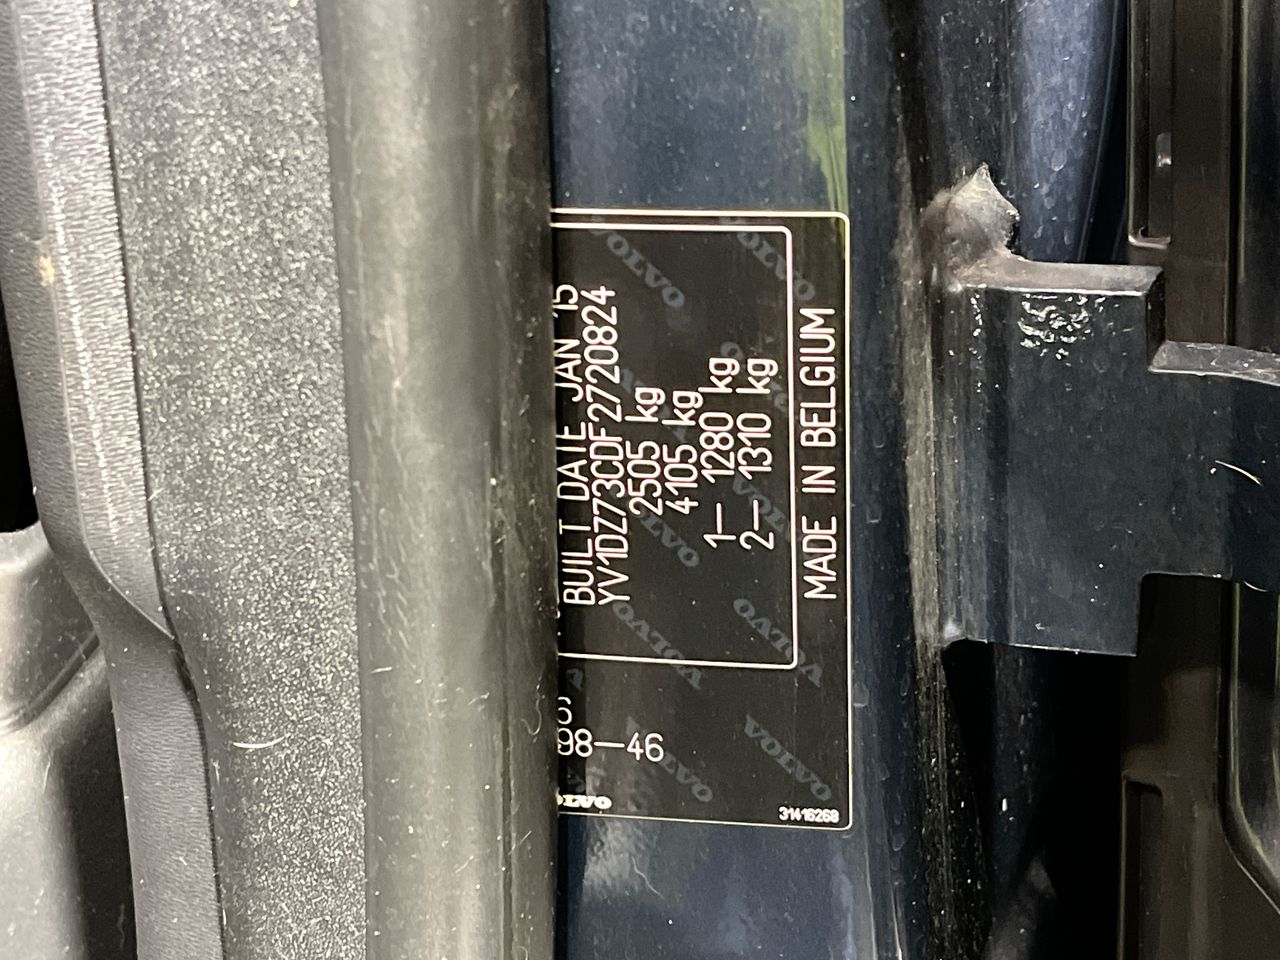 BUILT DATE JAN '15
YV1DZ73CDF2720824
2505 kg
4105 kg
1– 1280 kg
2– 1310 kg
MADE IN BELGIUM
98–46
VOLVO
31416268